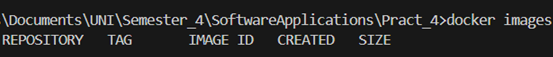 \Documents\UNI\Semester_4\SoftwareApplications\Pract_4>docker images
REPOSITORY TAG IMAGE ID CREATED SIZE